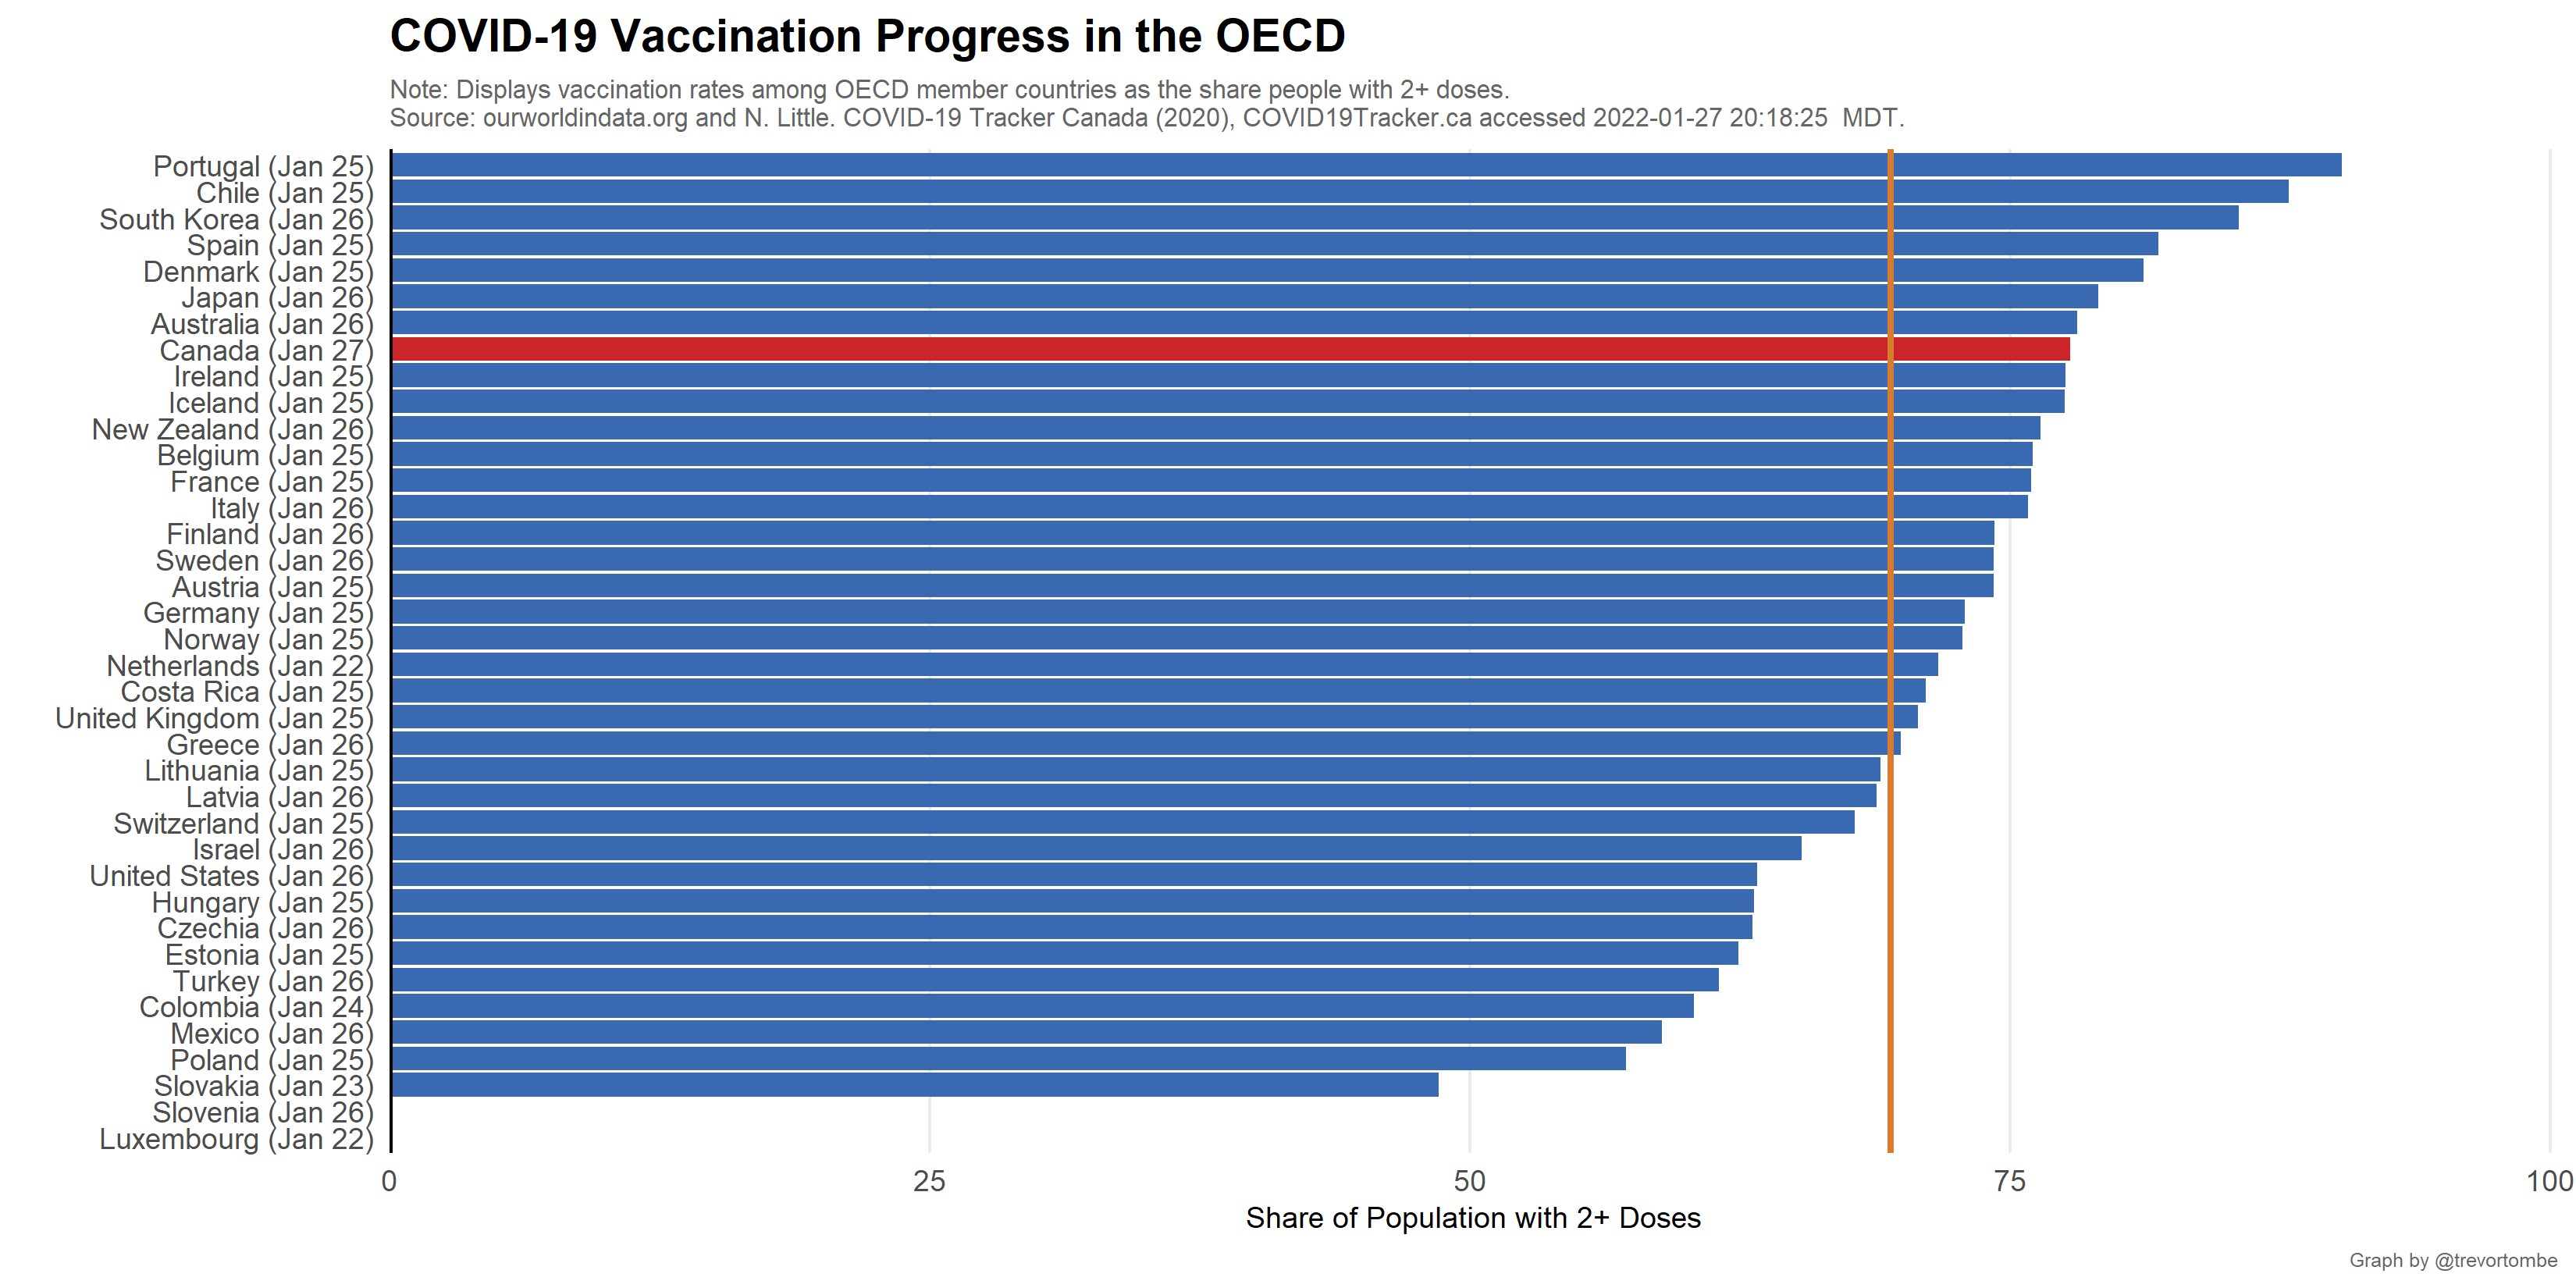 COVID-19 Vaccination Progress in the OECD
Note: Displays vaccination rates among OECD member countries as the share people with 2+ doses.
Source: ourworldindata.org and N. Little. COVID-19 Tracker Canada (2020), COVID19Tracker.ca accessed 2022-01-27 20:18:25  MDT.
Portugal (Jan 25)
Chile (Jan 25)
South Korea (Jan 26)
Spain (Jan 25)
Denmark (Jan 25)
Japan (Jan 26)
Australia (Jan 26)
Canada (Jan 27)
Ireland (Jan 25)
Iceland (Jan 25)
New Zealand (Jan 26)
Belgium (Jan 25)
France (Jan 25)
Italy (Jan 26)
Finland (Jan 26)
Sweden (Jan 26)
Austria (Jan 25)
Germany (Jan 25)
Norway (Jan 25)
Netherlands (Jan 22)
Costa Rica (Jan 25)
United Kingdom (Jan 25)
Greece (Jan 26)
Lithuania (Jan 25)
Latvia (Jan 26)
Switzerland (Jan 25)
Israel (Jan 26)
United States (Jan 26)
Hungary (Jan 25)
Czechia (Jan 26)
Estonia (Jan 25)
Turkey (Jan 26)
Colombia (Jan 24)
Mexico (Jan 26)
Poland (Jan 25)
Slovakia (Jan 23)
Slovenia (Jan 26)
Luxembourg (Jan 22)
0 25 50 75 100
Share of Population with 2+ Doses
Graph by @trevortombe